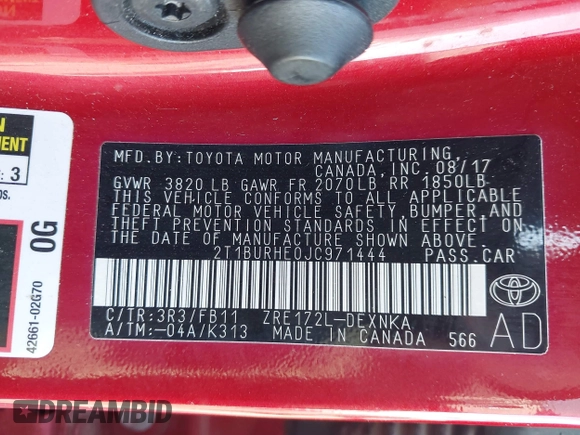 MFD.BY:TOYOTA MOTOR MANUFACTURING,
CANADA, INC. 08/17
GVWR 3820 LB GAWR FR 2070LB RR 1850LB
THIS VEHICLE CONFORMS TO ALL APPLICABLE
FEDERAL MOTOR VEHICLE SAFETY, BUMPER, AND
THEFT PREVENTION STANDARDS IN EFFECT ON
THE DATE OF MANUFACTURE SHOWN ABOVE.
2T1BURHE0JC971444 PASS.CAR
C/TR:3R3/FB11 ZRE172L-DEXNKA
A/TM:-04A/K313 MADE IN CANADA 566
TOYOTA
AD
MENT
: 3
OG
42661-02G70
DREAMBID